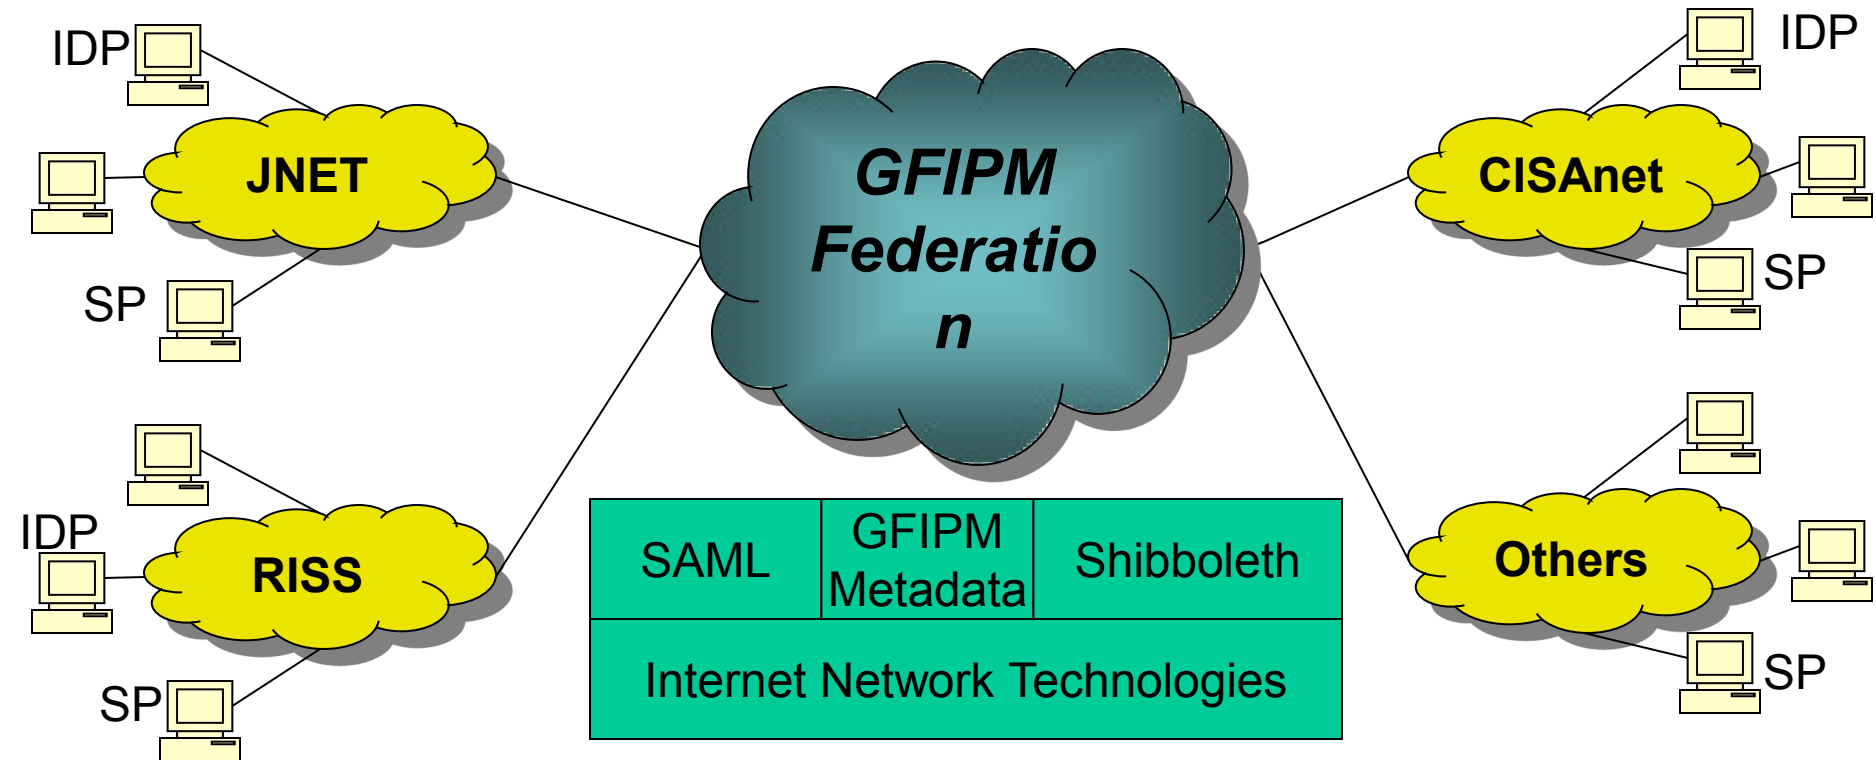 IDP
JNET
SP
GFIPM
Federatio
n
IDP
CISAnet
SP
IDP
RISS
SP
SAML
GFIPM
Metadata
Shibboleth
Internet Network Technologies
Others
SP